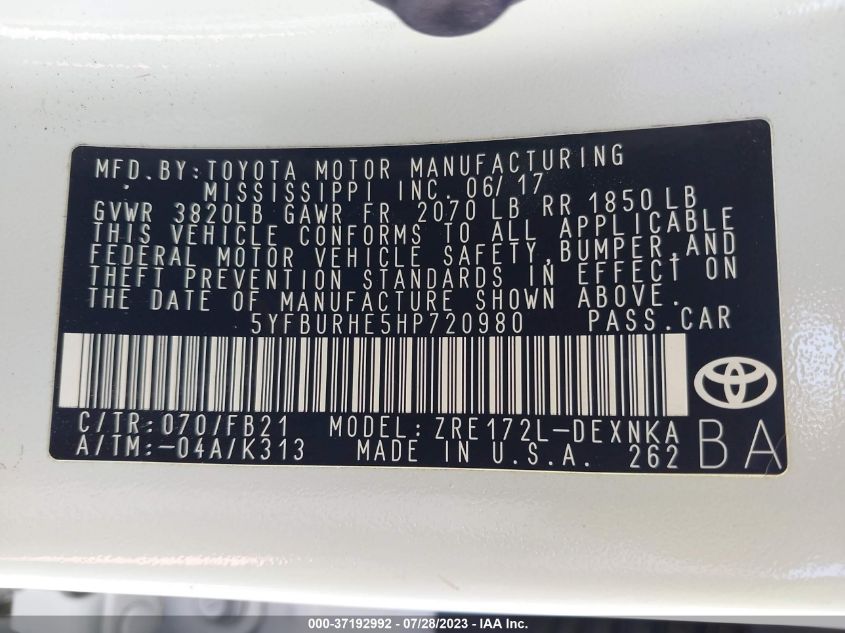 MFD. BY: TOYOTA MOTOR MANUFACTURING
MISSISSIPPI INC. 06/17
GVWR 3820LB GAWR FR 2070 LB RR 1850 LB
THIS VEHICLE CONFORMS TO ALL APPLICABLE
FEDERAL MOTOR VEHICLE SAFETY, BUMPER, AND
THEFT PREVENTION STANDARDS IN EFFECT ON
THE DATE OF MANUFACTURE SHOWN ABOVE.
5YFBURHE5HP720980 PASS. CAR
C/TR: 070/FB21 MODEL: ZRE172L-DEXNKA
A/TM: -04A/K313 MADE IN U.S.A. 262
BA
000-37192992 / 07/28/2023 - IAA Inc.